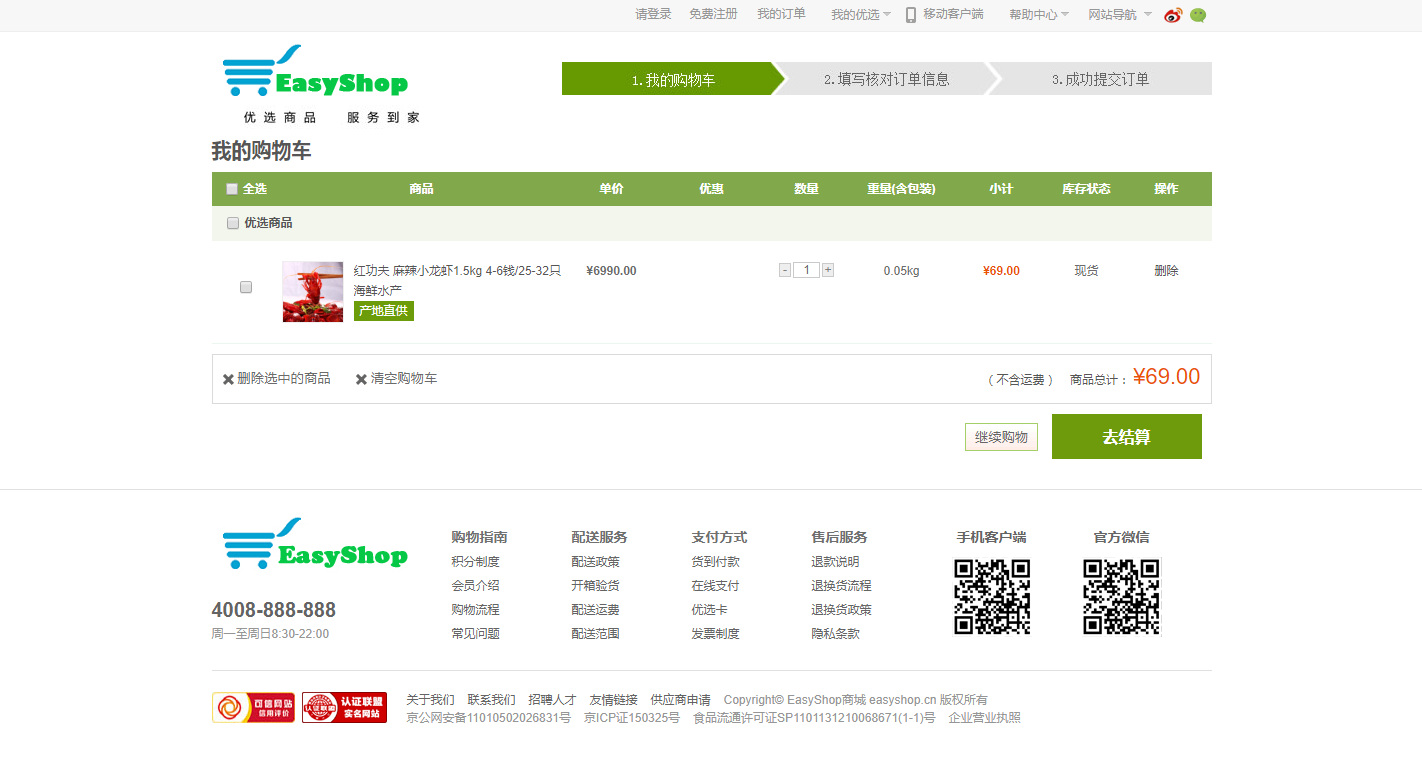 请登录 免费注册 我的订单 我的优选 移动客户端 帮助中心 网站导航
EasyShop
优选商品 服务到家
1.我的购物车 2.填写核对订单信息 3.成功提交订单
我的购物车
全选 商品 单价 优惠 数量 重量(含包装) 小计 库存状态 操作
优选商品
红功夫 麻辣小龙虾1.5kg 4-6钱/25-32只 ¥6990.00 - 1 + 0.05kg ¥69.00 现货 删除
海鲜水产
产地直供
删除选中的商品 清空购物车 （不含运费） 商品总计： ¥69.00
继续购物 去结算
EasyShop
4008-888-888
周一至周日8:30-22:00
购物指南 配送服务 支付方式 售后服务 手机客户端 官方微信
积分制度 配送政策 货到付款 退款说明
会员介绍 开箱验货 在线支付 退换货流程
购物流程 配送运费 优选卡 退换货政策
常见问题 配送范围 发票制度 隐私条款
可信网站
信用评价
认证联盟
实名网站
关于我们 联系我们 招聘人才 友情链接 供应商申请 Copyright© EasyShop商城 easyshop.cn 版权所有
京公网安备11010502026831号 京ICP证150325号 食品流通许可证SP1101131210068671(1-1)号 企业营业执照